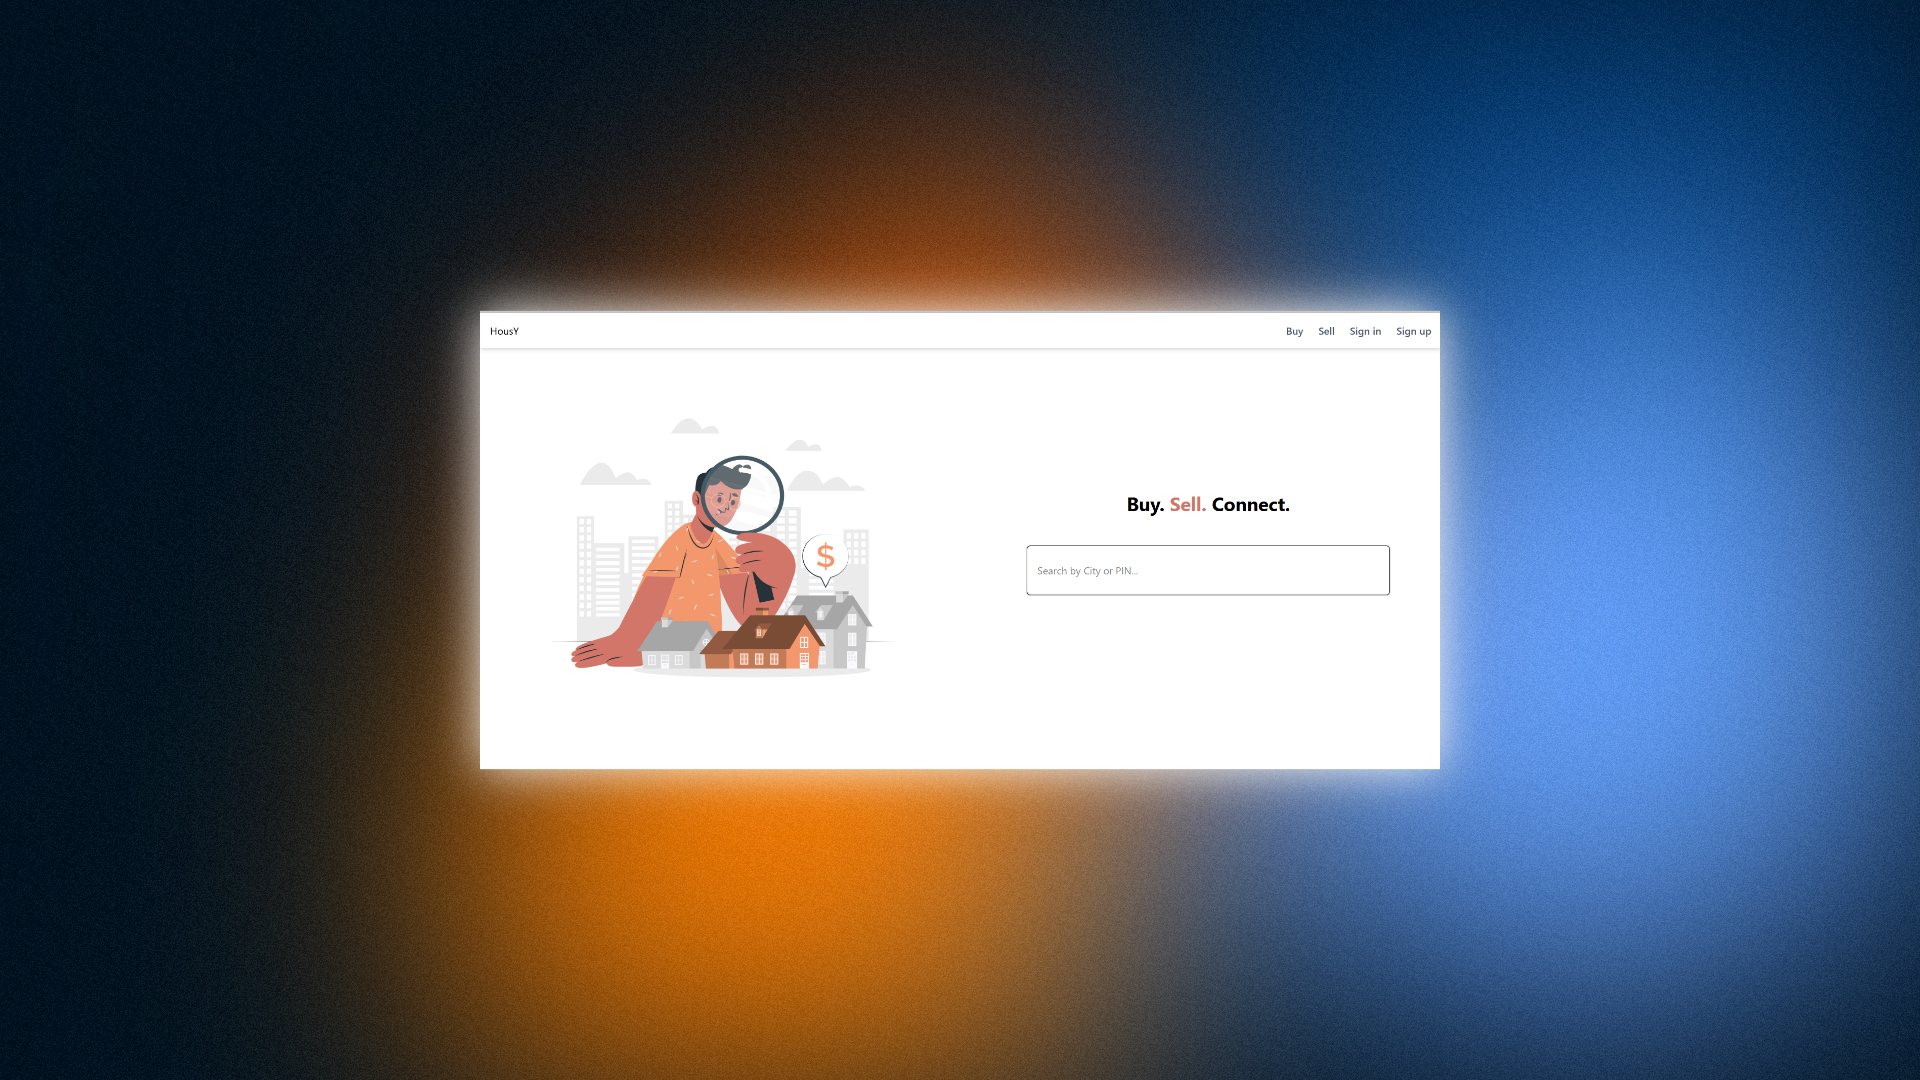 HousY
Buy Sell Sign in Sign up
$
Buy. Sell. Connect.
Search by City or PIN...